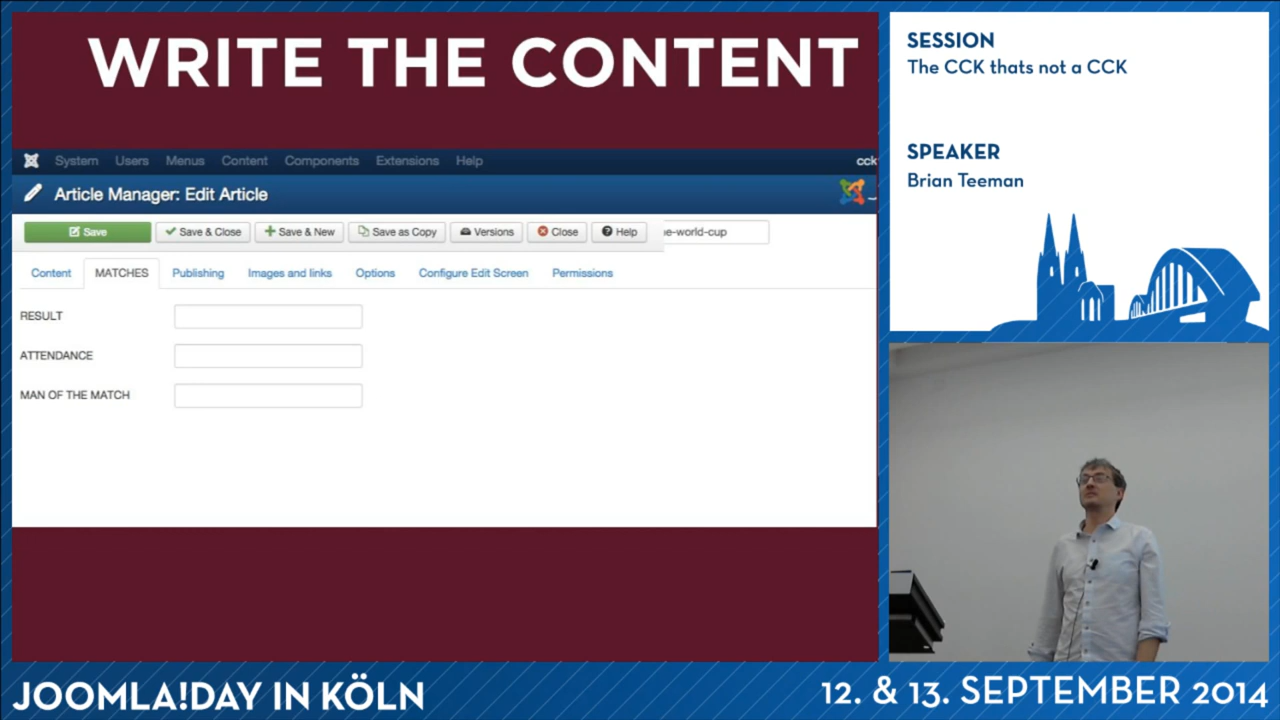 WRITE THE CONTENT
System Users Menus Content Components Extensions Help cck
Article Manager: Edit Article
Save Save & Close Save & New Save as Copy Versions Close Help e-world-cup
Content MATCHES Publishing Images and links Options Configure Edit Screen Permissions
RESULT
ATTENDANCE
MAN OF THE MATCH
SESSION
The CCK thats not a CCK
SPEAKER
Brian Teeman
JOOMLA!DAY IN KÖLN
12. & 13. SEPTEMBER 2014